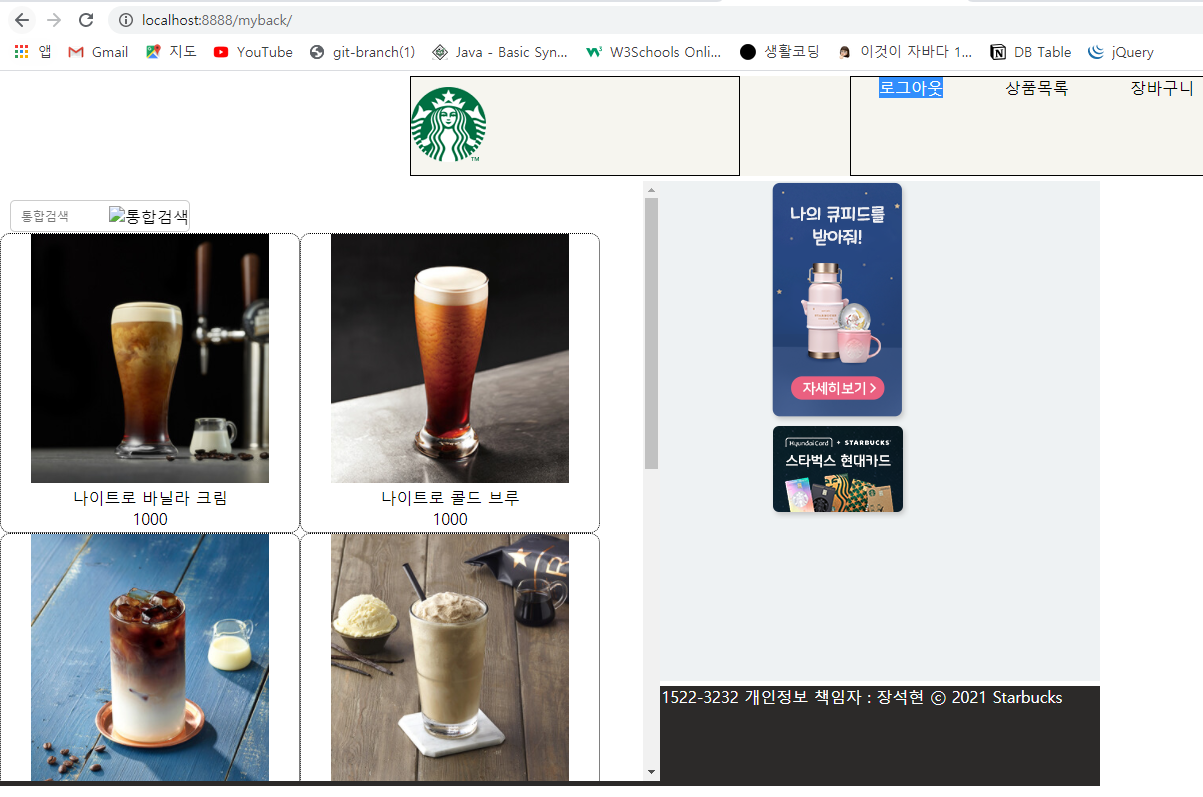 localhost:8888/myback/
앱 Gmail 지도 YouTube git-branch(1) Java - Basic Syn... W3Schools Onli... 생활코딩 이것이 자바다 1... DB Table jQuery
TM
로그아웃 상품목록 장바구니
통합검색 통합검색
나이트로 바닐라 크림
1000
나이트로 콜드 브루
1000
나의 큐피드를
받아줘!
자세히보기 >
HyundaiCard + STARBUCKS
스타벅스 현대카드
1522-3232 개인정보 책임자 : 장석현 ⓒ 2021 Starbucks